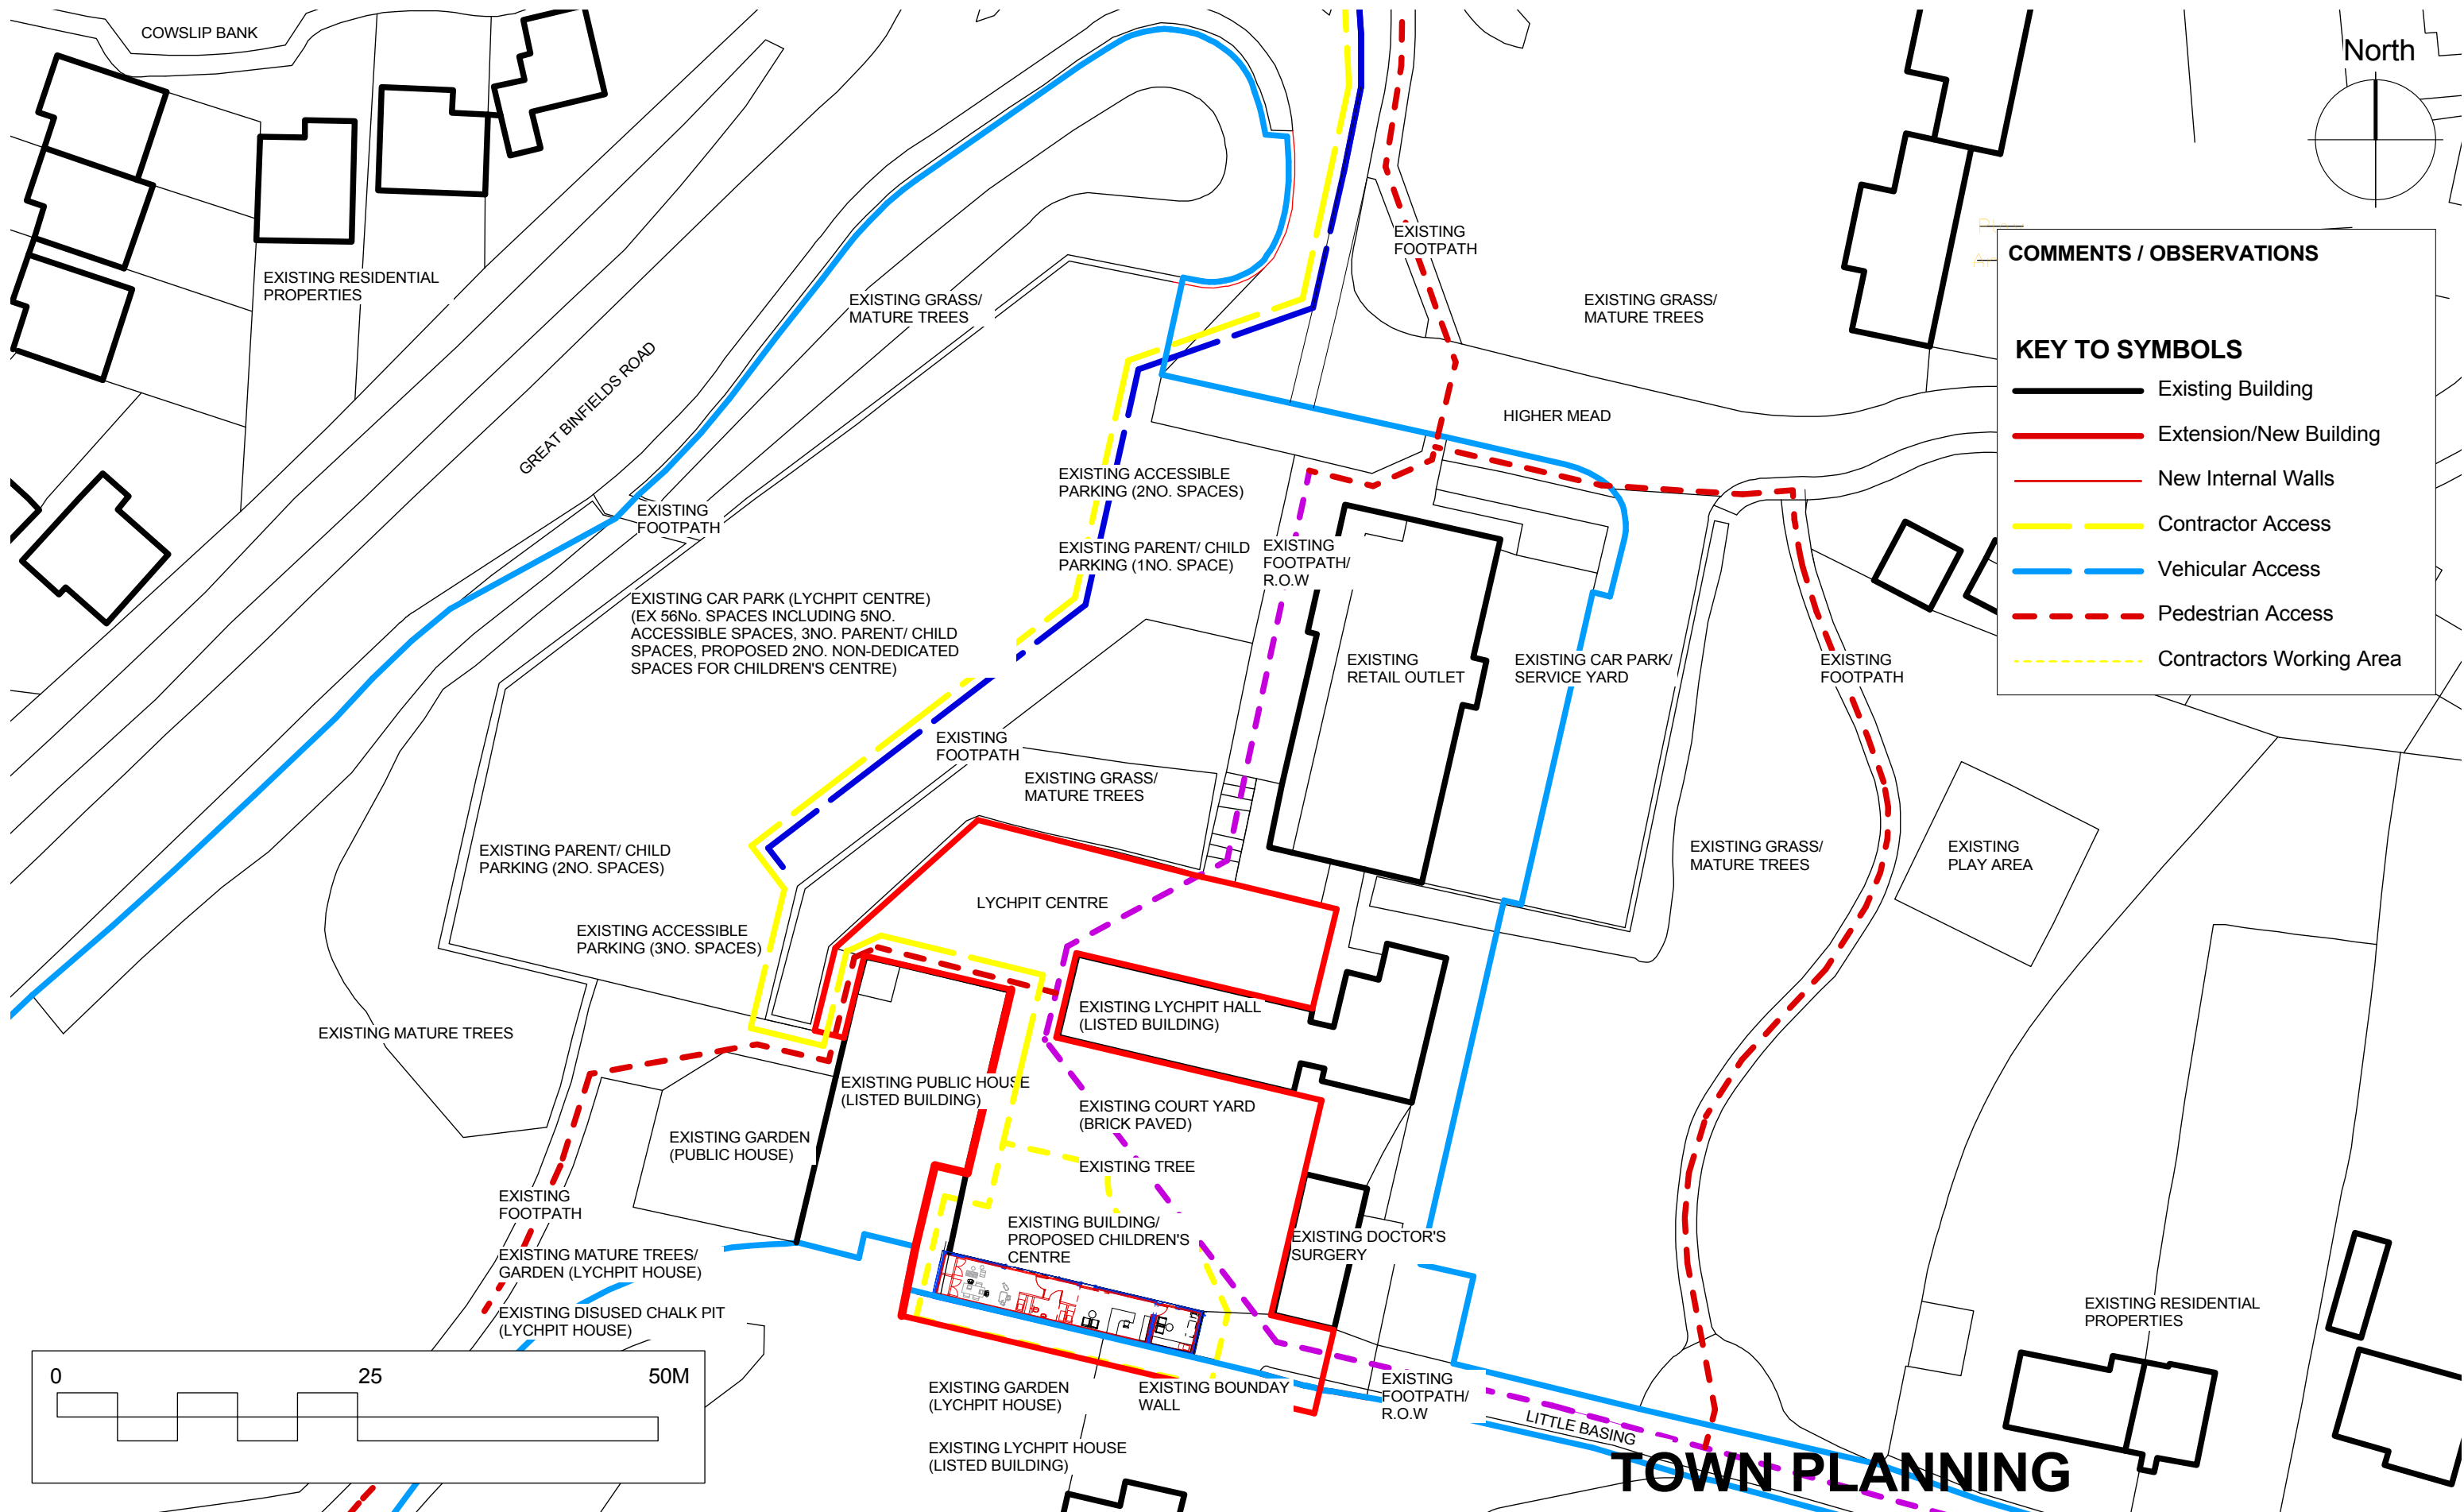 COWSLIP BANK
North
EXISTING
FOOTPATH
COMMENTS / OBSERVATIONS
EXISTING RESIDENTIAL
PROPERTIES
EXISTING GRASS/
MATURE TREES
EXISTING GRASS/
MATURE TREES
KEY TO SYMBOLS
Existing Building
Extension/New Building
New Internal Walls
Contractor Access
Vehicular Access
Pedestrian Access
Contractors Working Area
GREAT BINFIELDS ROAD
HIGHER MEAD
EXISTING ACCESSIBLE
PARKING (2NO. SPACES)
EXISTING
FOOTPATH
EXISTING PARENT/ CHILD
PARKING (1NO. SPACE)
EXISTING
FOOTPATH/
R.O.W
EXISTING CAR PARK (LYCHPIT CENTRE)
(EX 56No. SPACES INCLUDING 5NO.
ACCESSIBLE SPACES, 3NO. PARENT/ CHILD
SPACES, PROPOSED 2NO. NON-DEDICATED
SPACES FOR CHILDREN'S CENTRE)
EXISTING
RETAIL OUTLET
EXISTING CAR PARK/
SERVICE YARD
EXISTING
FOOTPATH
EXISTING
FOOTPATH
EXISTING GRASS/
MATURE TREES
EXISTING PARENT/ CHILD
PARKING (2NO. SPACES)
EXISTING GRASS/
MATURE TREES
EXISTING
PLAY AREA
LYCHPIT CENTRE
EXISTING ACCESSIBLE
PARKING (3NO. SPACES)
EXISTING LYCHPIT HALL
(LISTED BUILDING)
EXISTING MATURE TREES
EXISTING PUBLIC HOUSE
(LISTED BUILDING)
EXISTING COURT YARD
(BRICK PAVED)
EXISTING GARDEN
(PUBLIC HOUSE)
EXISTING TREE
EXISTING
FOOTPATH
EXISTING BUILDING/
PROPOSED CHILDREN'S
CENTRE
EXISTING DOCTOR'S
SURGERY
EXISTING MATURE TREES/
GARDEN (LYCHPIT HOUSE)
EXISTING DISUSED CHALK PIT
(LYCHPIT HOUSE)
EXISTING RESIDENTIAL
PROPERTIES
0 25 50M
EXISTING GARDEN
(LYCHPIT HOUSE)
EXISTING BOUNDAY
WALL
EXISTING
FOOTPATH/
R.O.W
LITTLE BASING
EXISTING LYCHPIT HOUSE
(LISTED BUILDING)
TOWN PLANNING